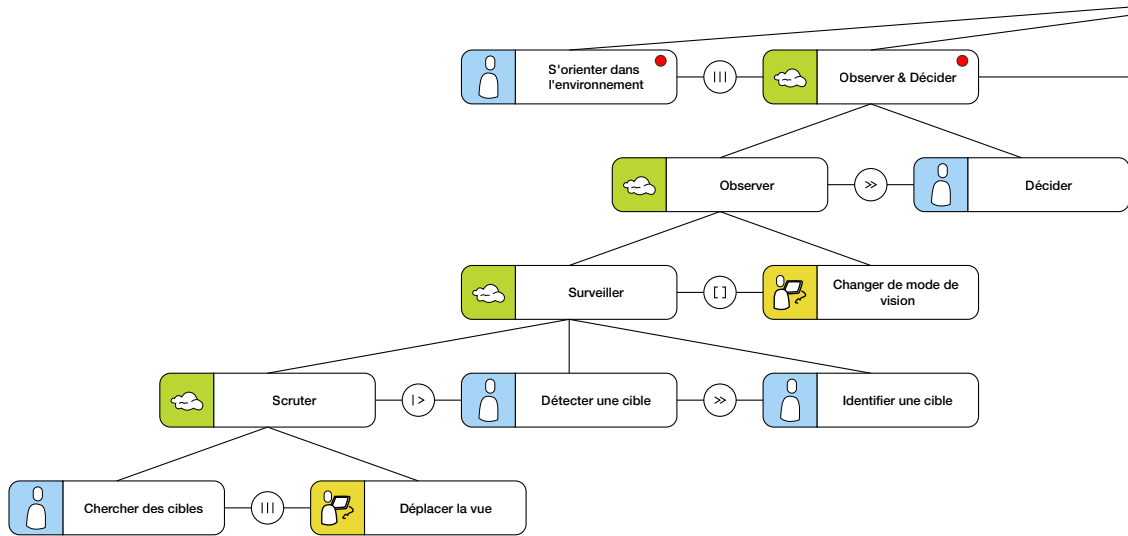 S'orienter dans
l'environnement
|||
Observer & Décider
Observer
>>
Décider
Surveiller
[]
Changer de mode de
vision
Scruter
|>
Détecter une cible
>>
Identifier une cible
Chercher des cibles
|||
Déplacer la vue